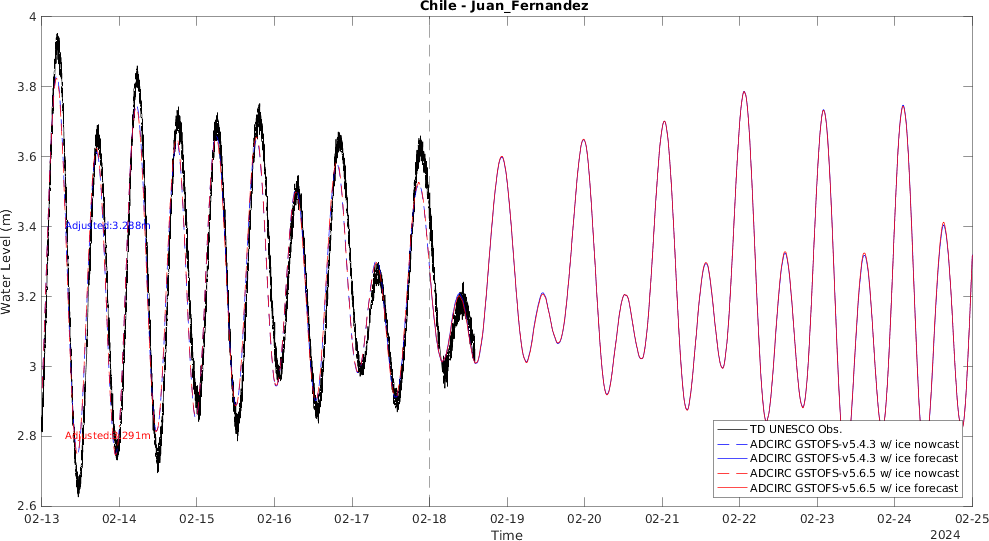 Chile - Juan_Fernandez
4
3.8
3.6
3.4
3.2
3
2.8
2.6
Water Level (m)
Adjusted:3.238m
Adjusted:3.291m
TD UNESCO Obs.
ADCIRC GSTOFS-v5.4.3 w/ ice nowcast
ADCIRC GSTOFS-v5.4.3 w/ ice forecast
ADCIRC GSTOFS-v5.6.5 w/ ice nowcast
ADCIRC GSTOFS-v5.6.5 w/ ice forecast
02-13 02-14 02-15 02-16 02-17 02-18 02-19 02-20 02-21 02-22 02-23 02-24 02-25
Time
2024